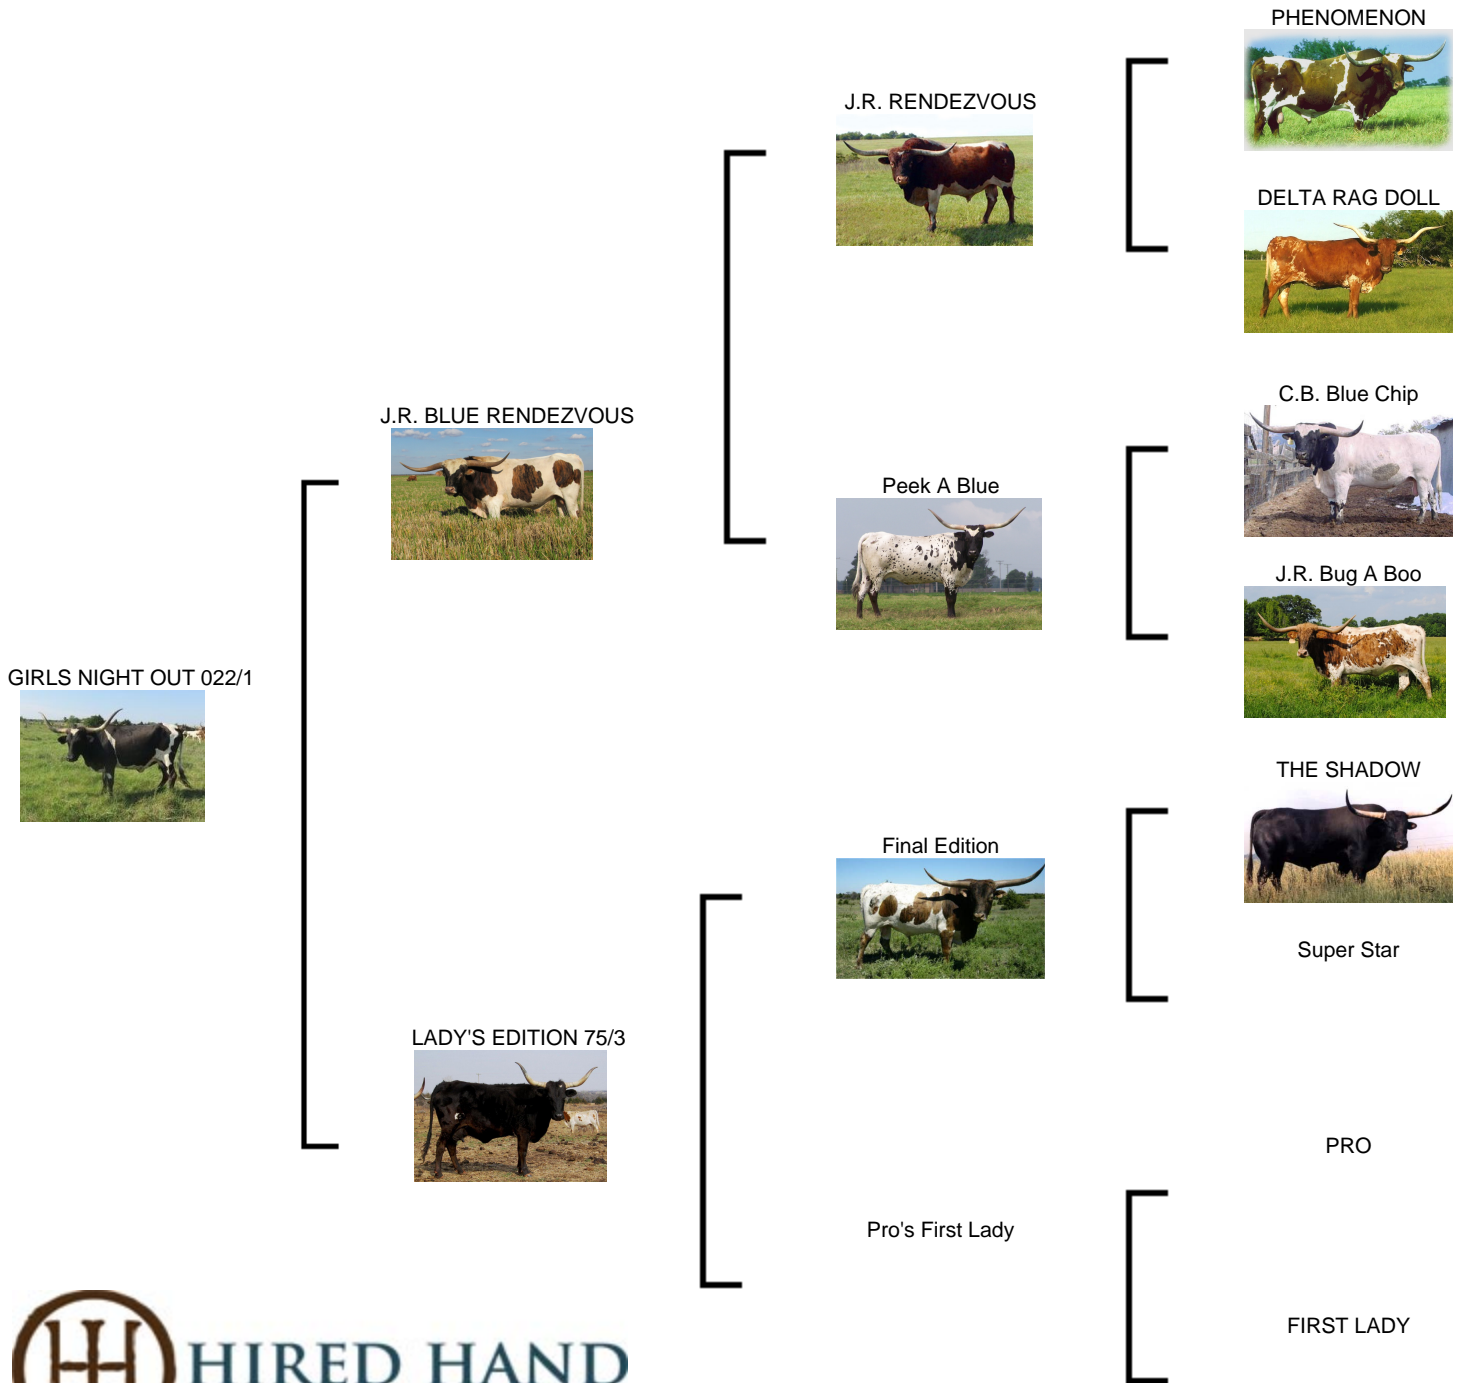 PHENOMENON
J.R. RENDEZVOUS
DELTA RAG DOLL
C.B. Blue Chip
J.R. BLUE RENDEZVOUS
Peek A Blue
J.R. Bug A Boo
GIRLS NIGHT OUT 022/1
THE SHADOW
Final Edition
Super Star
LADY'S EDITION 75/3
PRO
Pro's First Lady
FIRST LADY
HIRED HAND